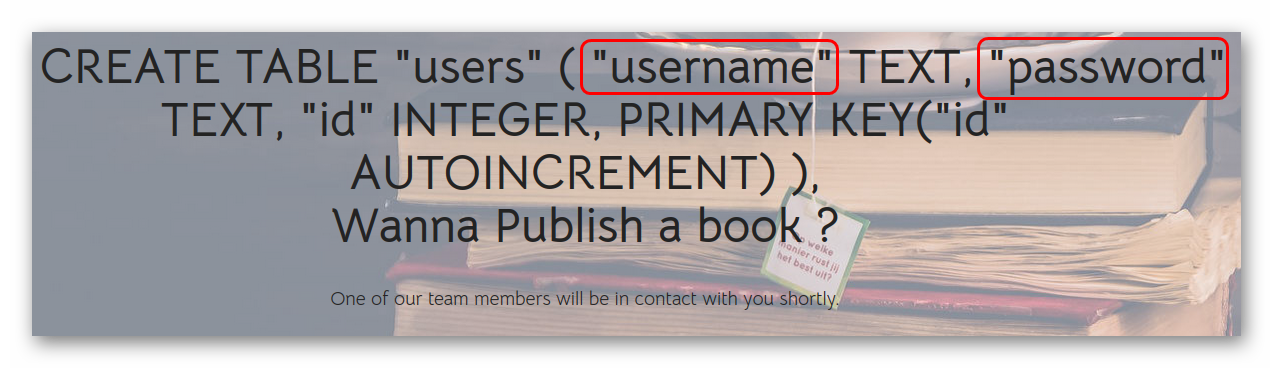 CREATE TABLE "users" ( "username" TEXT, "password"
TEXT, "id" INTEGER, PRIMARY KEY("id"
AUTOINCREMENT) ),
Wanna Publish a book ?
op welke
manier rust jij
het best uit?
One of our team members will be in contact with you shortly.